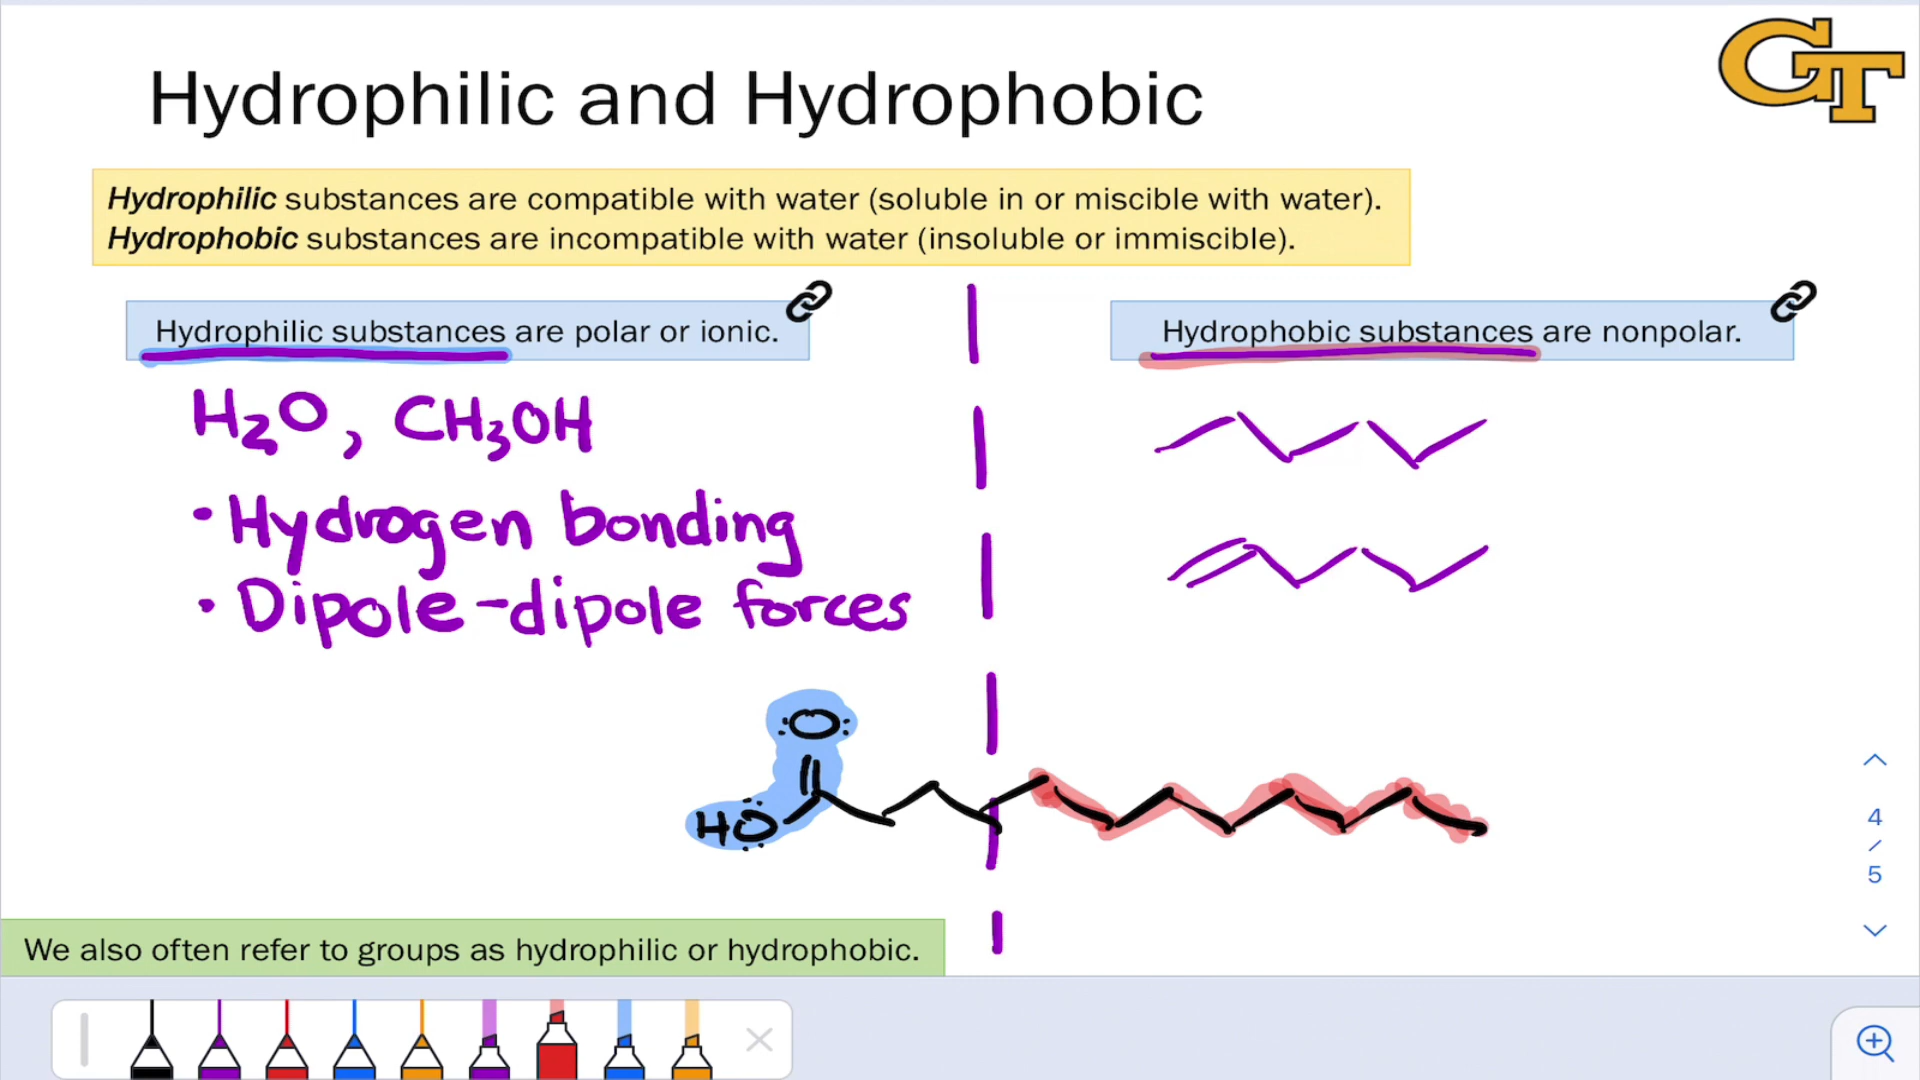 GT
Hydrophilic and Hydrophobic
Hydrophilic substances are compatible with water (soluble in or miscible with water).
Hydrophobic substances are incompatible with water (insoluble or immiscible).
Hydrophilic substances are polar or ionic.
Hydrophobic substances are nonpolar.
H₂O, CH₃OH
• Hydrogen bonding
• Dipole-dipole forces
O
HO
4
/
5
We also often refer to groups as hydrophilic or hydrophobic.